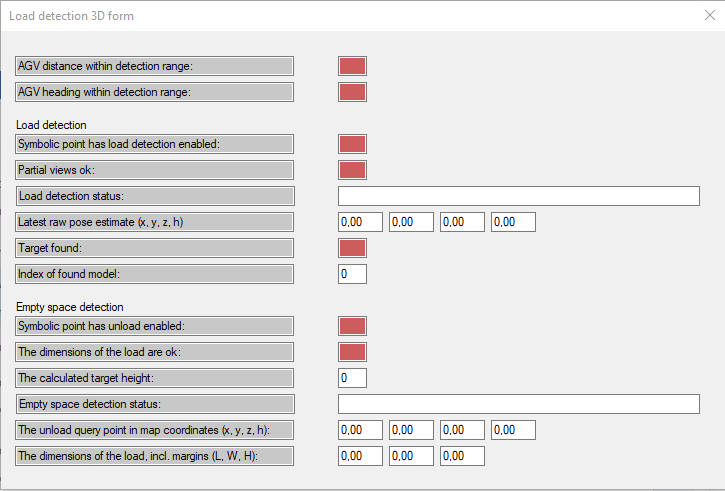 Load detection 3D form
AGV distance within detection range:
AGV heading within detection range:
Load detection
Symbolic point has load detection enabled:
Partial views ok:
Load detection status:
Latest raw pose estimate (x, y, z, h) 0,00 0,00 0,00 0,00
Target found:
Index of found model: 0
Empty space detection
Symbolic point has unload enabled:
The dimensions of the load are ok:
The calculated target height: 0
Empty space detection status:
The unload query point in map coordinates (x, y, z, h): 0,00 0,00 0,00 0,00
The dimensions of the load, incl. margins (L, W, H): 0,00 0,00 0,00